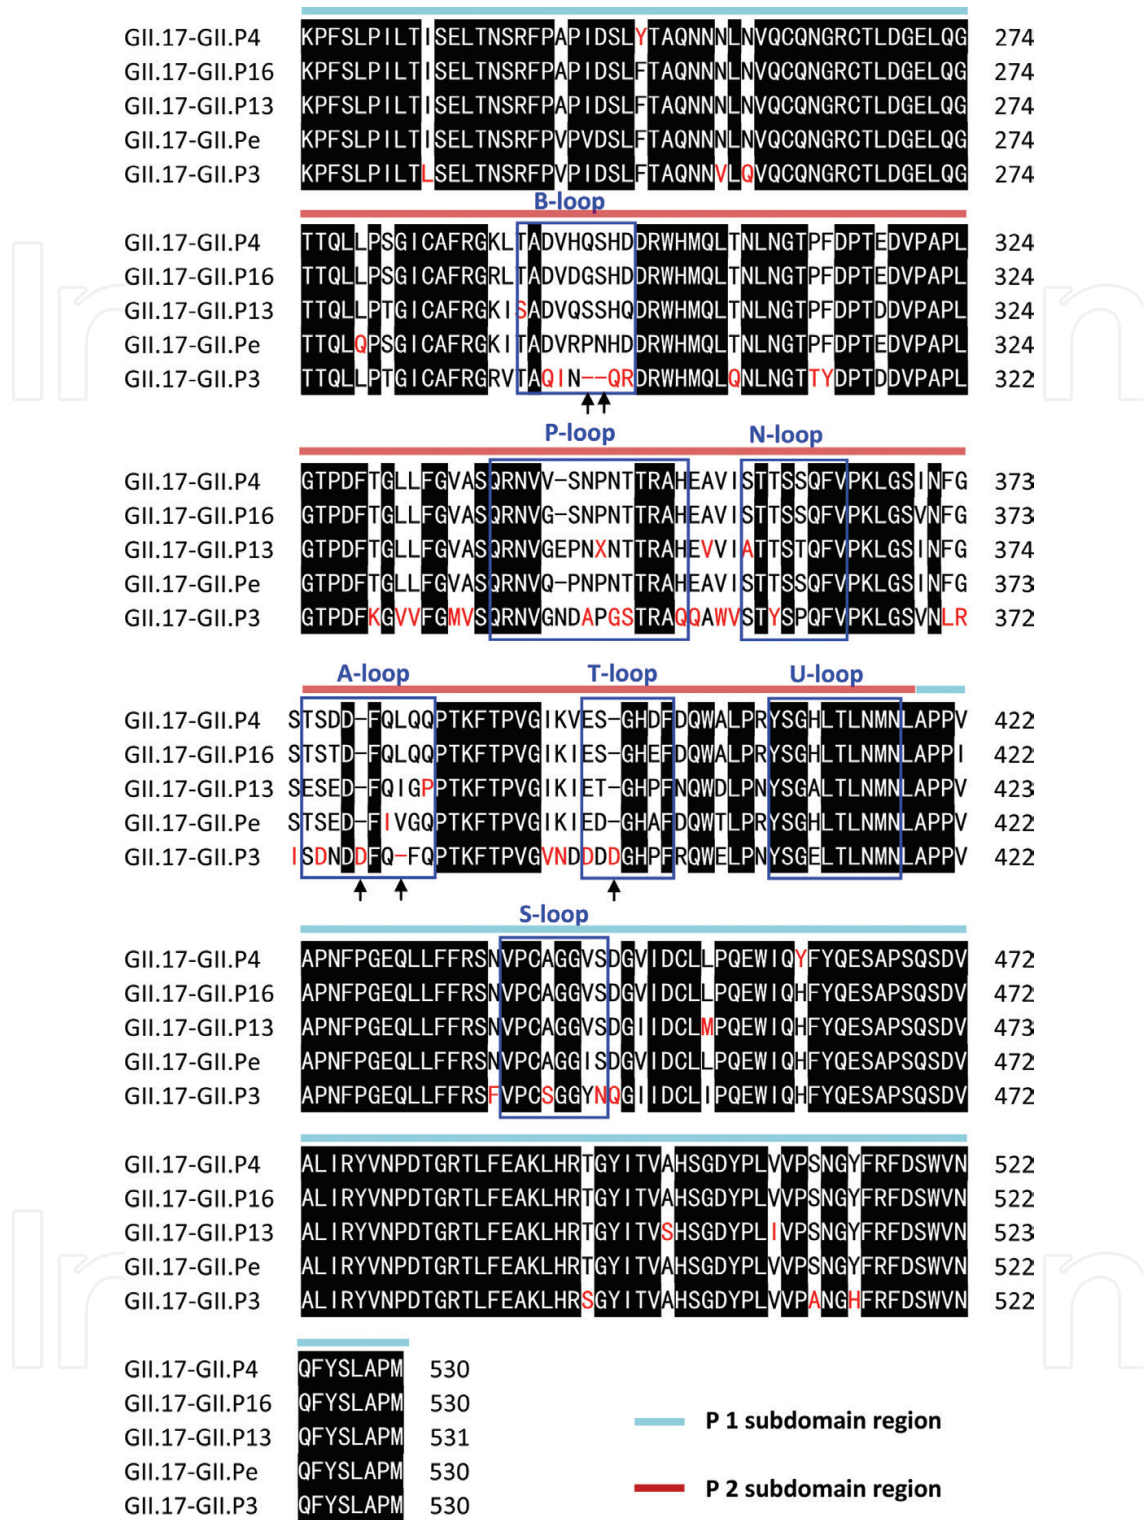 GII.17-GII.P4 KPFSLPILTISELTNSRFPAPIDSLYTAQNNNLNVQCQNGRCTLDGELQG 274
GII.17-GII.P16 KPFSLPILTISELTNSRFPAPIDSLFTAQNNNLNVQCQNGRCTLDGELQG 274
GII.17-GII.P13 KPFSLPILTISELTNSRFPAPIDSLFTAQNNNLNVQCQNGRCTLDGELQG 274
GII.17-GII.Pe KPFSLPILTISELTNSRFPVPVDSLFTAQNNNLNVQCQNGRCTLDGELQG 274
GII.17-GII.P3 KPFSLPILTLSELTNSRFPVPIDSLFTAQNNVLQVQCQNGRCTLDGELQG 274
B-loop
GII.17-GII.P4 TTQLLPSGICAFRGKLTADVHQSHDDRWHMQLTNLNGTPFDPTEDVPAPL 324
GII.17-GII.P16 TTQLLPSGICAFRGRLTADVDGSHDDRWHMQLTNLNGTPFDPTEDVPAPL 324
GII.17-GII.P13 TTQLLPTGICAFRGKISADVQSSHQDRWHMQLTNLNGTPFDPTDDVPAPL 324
GII.17-GII.Pe TTQLQPSGICAFRGKITADVRPNHDDRWHMQLTNLNGTPFDPTEDVPAPL 324
GII.17-GII.P3 TTQLLPTGICAFRGRVTAQIN--QRDRWHMQLQNLNGTTYDPTDDVPAPL 322
P-loop N-loop
GII.17-GII.P4 GTPDFTGLLFGVASQRNVV-SNPNTTRAHEAVISTTSSQFVPKLGSINFG 373
GII.17-GII.P16 GTPDFTGLLFGVASQRNVG-SNPNTTRAHEAVISTTSSQFVPKLGSVNFG 373
GII.17-GII.P13 GTPDFTGLLFGVASQRNVGEPNXNTTRAHEVVIATTSTQFVPKLGSINFG 374
GII.17-GII.Pe GTPDFTGLLFGVASQRNVQ-PNPNTTRAHEAVISTTSSQFVPKLGSINFG 373
GII.17-GII.P3 GTPDFKGVVFGMVSQRNVGNDAPGSTRAQQAWVSTYSPQFVPKLGSVNLR 372
A-loop T-loop U-loop
GII.17-GII.P4 STSDD-FQLQQPTKFTPVGIKVES-GHDFDQWALPRYSGHLTLNMNLAPPV 422
GII.17-GII.P16 STSTD-FQLQQPTKFTPVGIKIES-GHEFDQWALPRYSGHLTLNMNLAPPI 422
GII.17-GII.P13 SESED-FQIGPPTKFTPVGIKIET-GHPFNQWDLPNYSGALTLNMNLAPPV 423
GII.17-GII.Pe STSED-FIVGQPTKFTPVGIKIED-GHAFDQWTLPRYSGHLTLNMNLAPPV 422
GII.17-GII.P3 ISDNDDFQ-FQPTKFTPVGVNDDDDGHPFRQWELPNYSGELTLNMNLAPPV 422
S-loop
GII.17-GII.P4 APNFPGEQLLFFRSNVPCAGGVSDGVIDCLLPQEWIQYFYQESAPSQSDV 472
GII.17-GII.P16 APNFPGEQLLFFRSNVPCAGGVSDGVIDCLLPQEWIQHFYQESAPSQSDV 472
GII.17-GII.P13 APNFPGEQLLFFRSNVPCAGGVSDGIIDCLMPQEWIQHFYQESAPSQSDV 473
GII.17-GII.Pe APNFPGEQLLFFRSNVPCAGGISDGVIDCLLPQEWIQHFYQESAPSQSDV 472
GII.17-GII.P3 APNFPGEQLLFFRSFVPCSGGYNQGIIDCLIPQEWIQHFYQESAPSQSDV 472
GII.17-GII.P4 ALIRYVNPDTGRTLFEAKLHRTGYITVAHSGDYPLVVPSNGYFRFDSWVN 522
GII.17-GII.P16 ALIRYVNPDTGRTLFEAKLHRTGYITVAHSGDYPLVVPSNGYFRFDSWVN 522
GII.17-GII.P13 ALIRYVNPDTGRTLFEAKLHRTGYITVSHSGDYPLIVPSNGYFRFDSWVN 523
GII.17-GII.Pe ALIRYVNPDTGRTLFEAKLHRTGYITVAHSGDYPLVVPSNGYFRFDSWVN 522
GII.17-GII.P3 ALIRYVNPDTGRTLFEAKLHRSGYITVAHSGDYPLVVPANGHFRFDSWVN 522
GII.17-GII.P4 QFYSLAPM 530
GII.17-GII.P16 QFYSLAPM 530
GII.17-GII.P13 QFYSLAPM 531
GII.17-GII.Pe QFYSLAPM 530
GII.17-GII.P3 QFYSLAPM 530
P 1 subdomain region
P 2 subdomain region